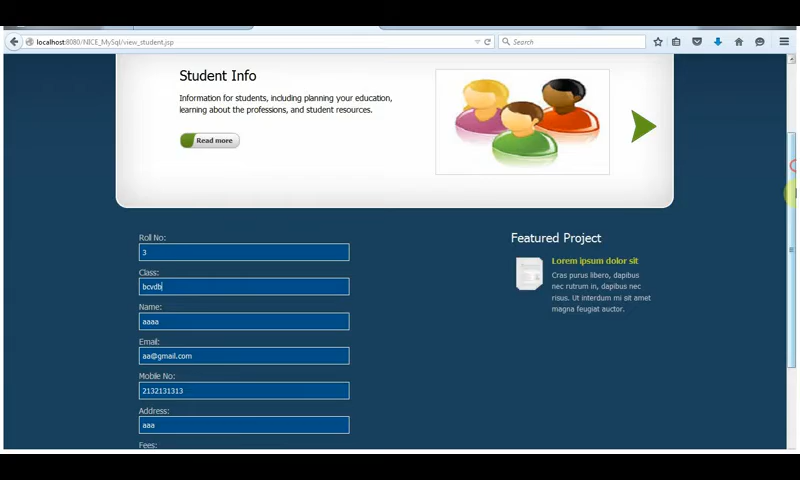 localhost:8080/NICE_MySql/view_student.jsp
Search
Student Info
Information for students, including planning your education,
learning about the professions, and student resources.
Read more
Roll No:
3
Class:
bcvdb
Name:
aaaa
Email:
aa@gmail.com
Mobile No:
2132131313
Address:
aaa
Fees:
Featured Project
Lorem ipsum dolor sit
Cras purus libero, dapibus
nec rutrum in, dapibus nec
risus. Ut interdum mi sit amet
magna feugiat auctor.